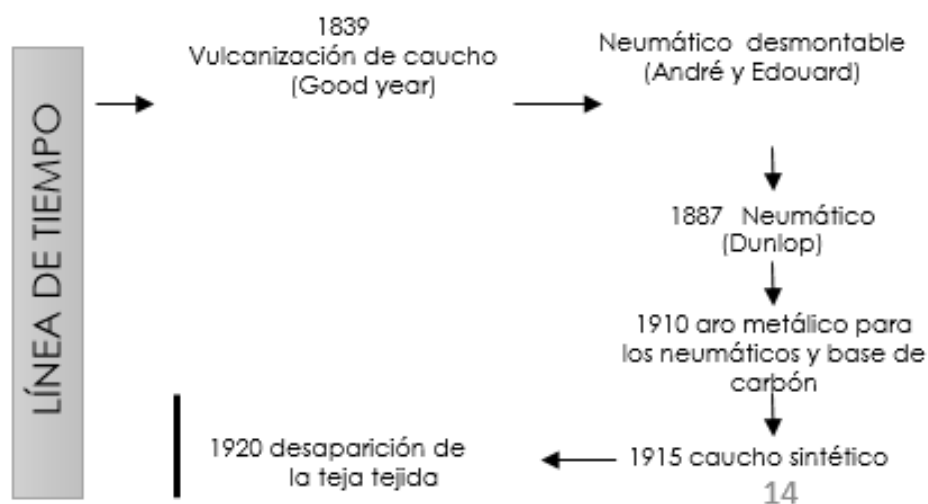 LÍNEA DE TIEMPO
1839
Vulcanización de caucho
(Good year)
Neumático desmontable
(André y Edouard)
1887 Neumático
(Dunlop)
1910 aro metálico para
los neumáticos y base de
carbón
1915 caucho sintético
1920 desaparición de
la teja tejida
14